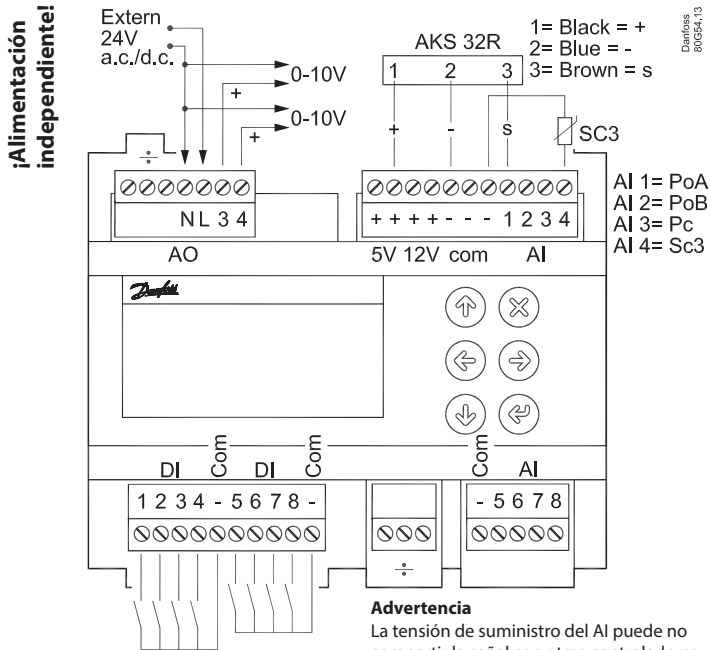 ¡Alimentación
independiente!
Extern
24V
a.c./d.c.
0-10V
+
0-10V
+
AKS 32R
1 2 3
1= Black = +
2= Blue = -
3= Brown = s
Danfoss
80G54.13
+ - s
SC3
÷
N L 3 4
AO
+ + + + - - - 1 2 3 4
5V 12V com AI
AI 1= PoA
AI 2= PoB
AI 3= Pc
AI 4= Sc3
Danfoss
DI Com DI Com
1 2 3 4 - 5 6 7 8 -
÷
Com AI
- 5 6 7 8
Advertencia
La tensión de suministro del AI puede no